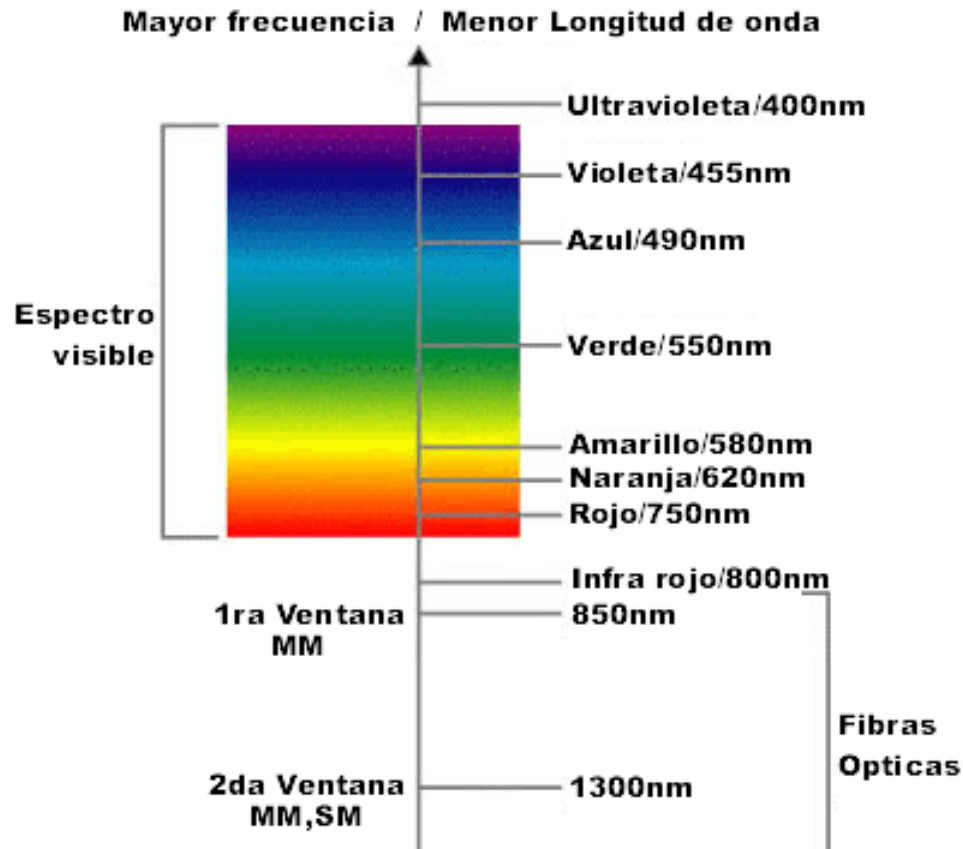 Mayor frecuencia / Menor Longitud de onda
Ultravioleta/400nm
Violeta/455nm
Azul/490nm
Espectro
visible
Verde/550nm
Amarillo/580nm
Naranja/620nm
Rojo/750nm
Infra rojo/800nm
1ra Ventana
MM
850nm
Fibras
Opticas
2da Ventana
MM,SM
1300nm